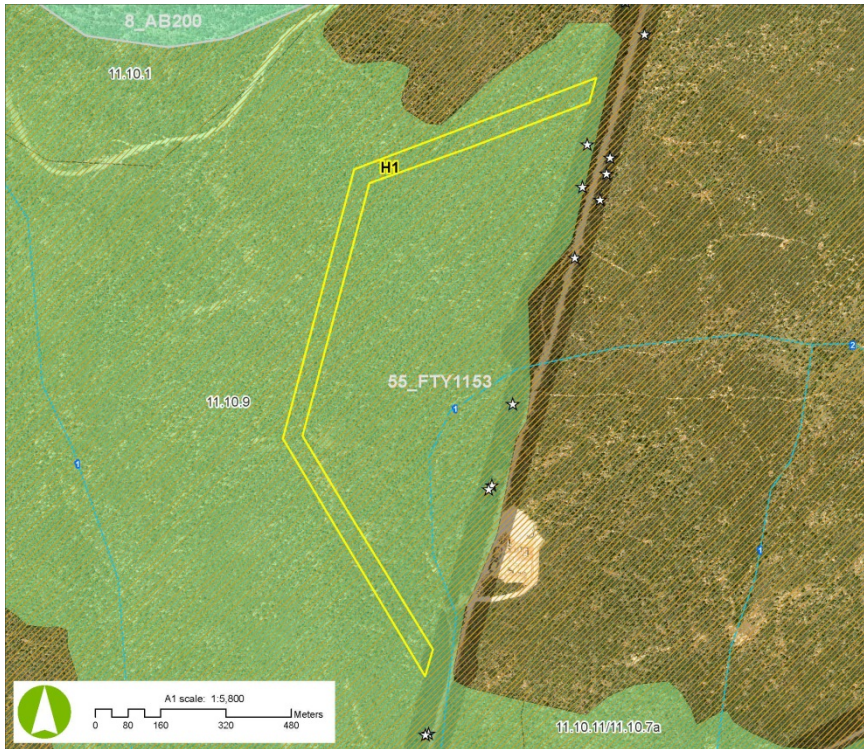 8_AB200
11.10.1
H1
2
55_FTY1153
1
11.10.9
1
1
A1 scale: 1:5,800
Meters
0 80 160 320 480
11.10.11/11.10.7a